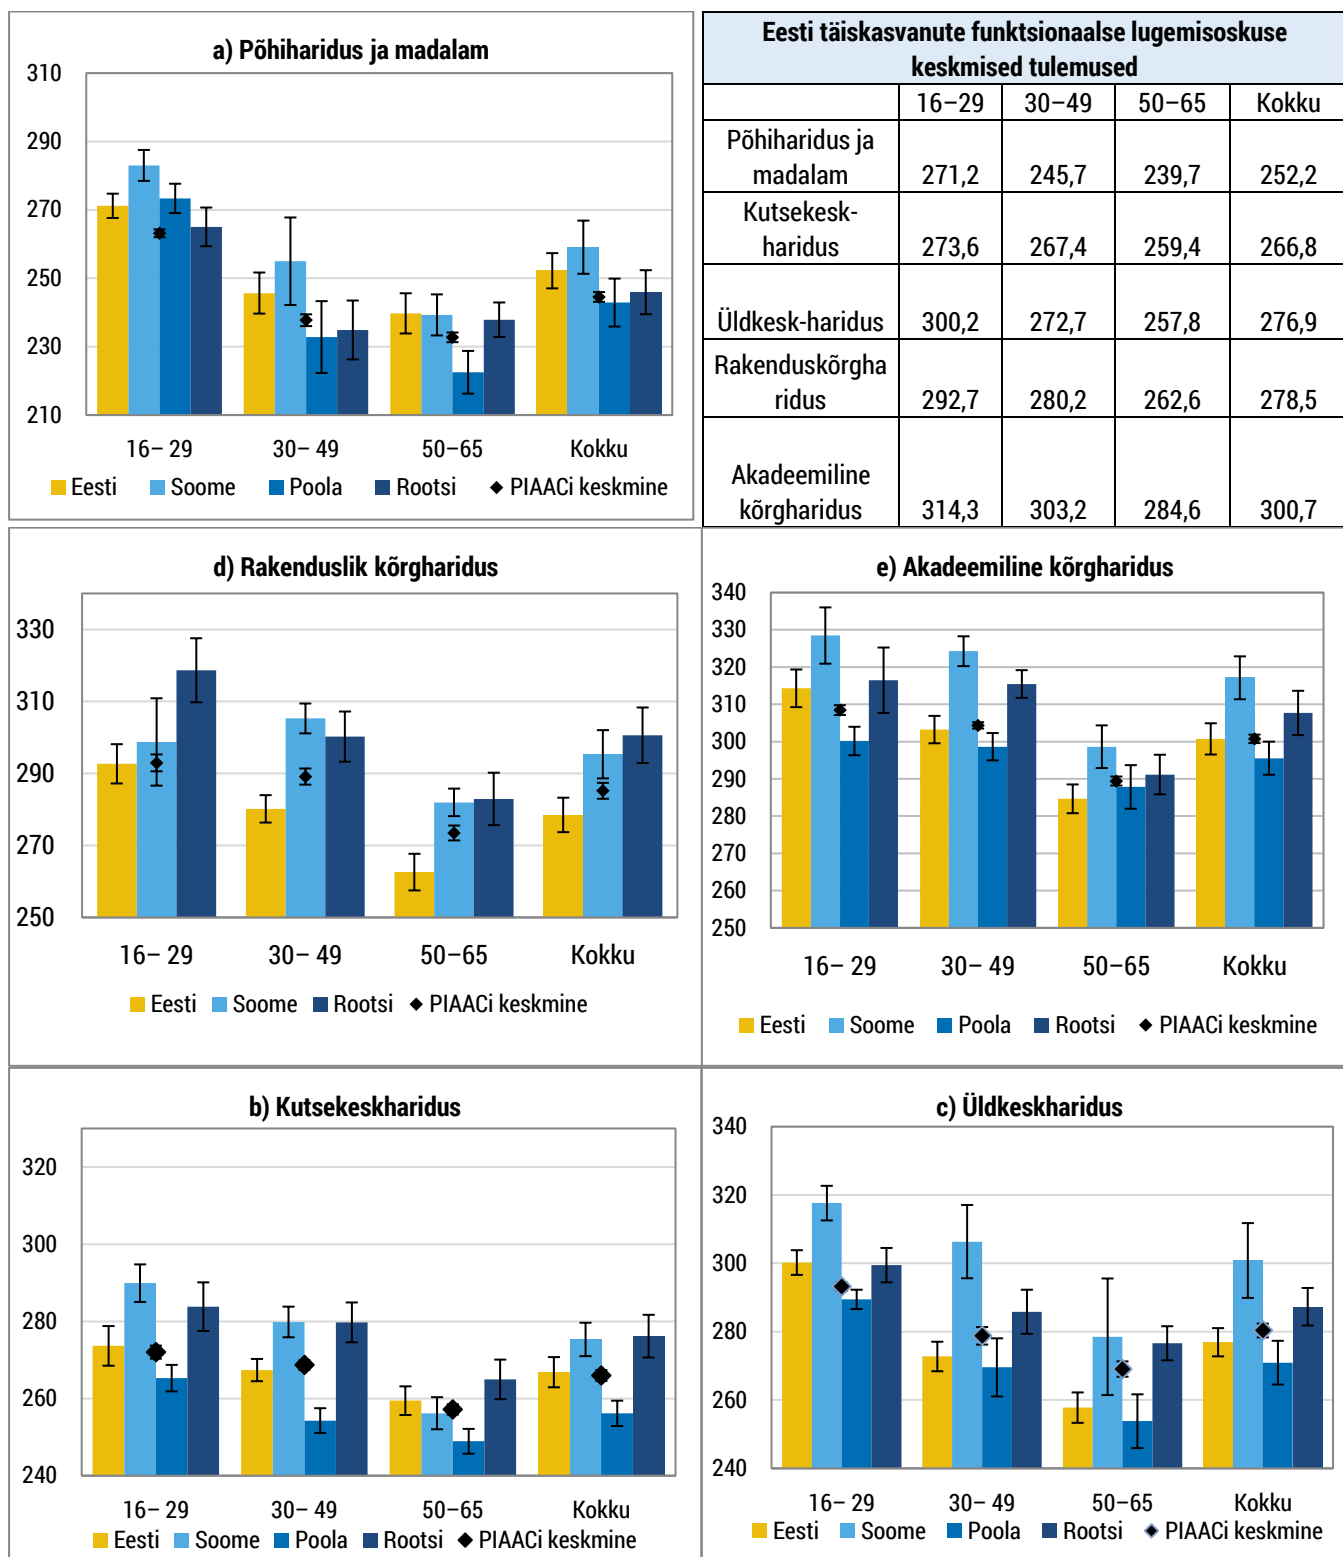 a) Põhiharidus ja madalam
310
290
270
250
230
210
16– 29 30– 49 50–65 Kokku
Eesti Soome Poola Rootsi PIAACi keskmine
Eesti täiskasvanute funktsionaalse lugemisoskuse
keskmised tulemused
16–29 30–49 50–65 Kokku
Põhiharidus ja
madalam 271,2 245,7 239,7 252,2
Kutsekesk-
haridus 273,6 267,4 259,4 266,8
Üldkesk-haridus 300,2 272,7 257,8 276,9
Rakenduskõrgha
ridus 292,7 280,2 262,6 278,5
Akadeemiline
kõrgharidus 314,3 303,2 284,6 300,7
d) Rakenduslik kõrgharidus
330
310
290
270
250
16– 29 30– 49 50–65 Kokku
Eesti Soome Rootsi PIAACi keskmine
e) Akadeemiline kõrgharidus
340
330
320
310
300
290
280
270
260
250
16– 29 30– 49 50–65 Kokku
Eesti Soome Poola Rootsi PIAACi keskmine
b) Kutsekeskharidus
320
300
280
260
240
16– 29 30– 49 50–65 Kokku
Eesti Soome Poola Rootsi PIAACi keskmine
c) Üldkeskharidus
340
320
300
280
260
240
16– 29 30– 49 50–65 Kokku
Eesti Soome Poola Rootsi PIAACi keskmine